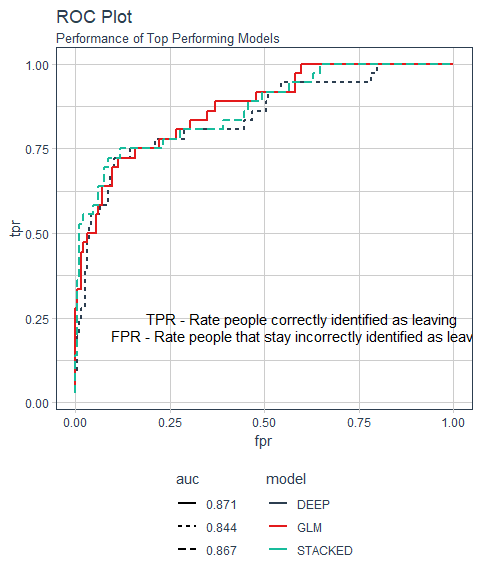 ROC Plot
Performance of Top Performing Models
1.00
0.75
0.50
0.25
0.00
tpr
TPR - Rate people correctly identified as leaving
FPR - Rate people that stay incorrectly identified as leav
0.00 0.25 0.50 0.75 1.00
fpr
auc
0.871
0.844
0.867
model
DEEP
GLM
STACKED